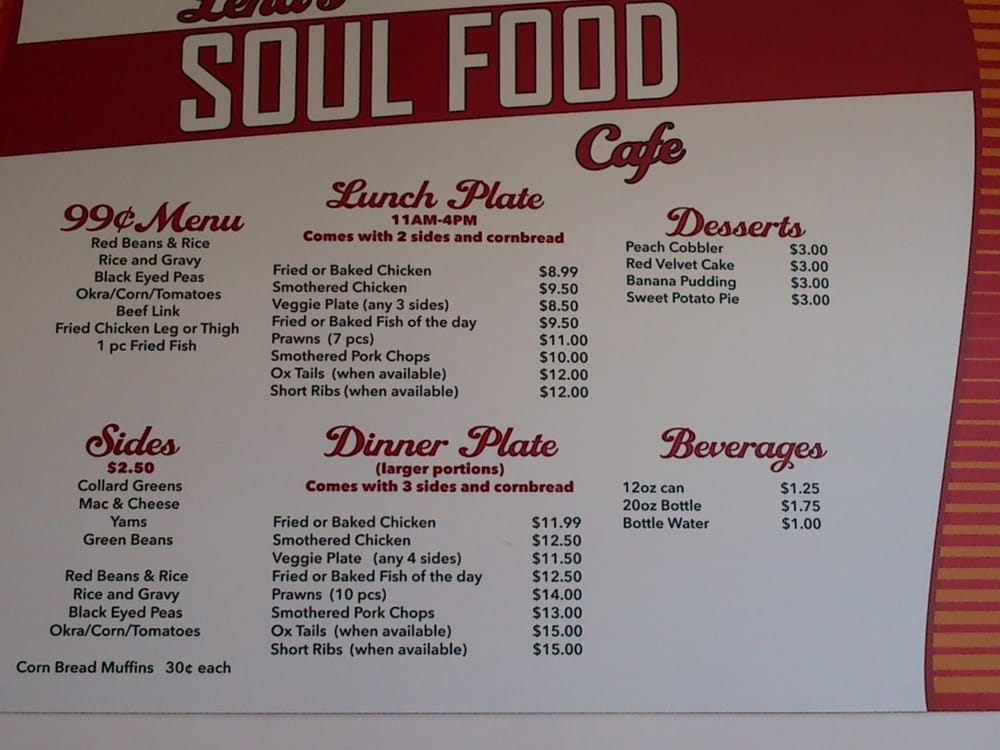 Lena's
SOUL FOOD
Cafe
99¢ Menu
Red Beans & Rice
Rice and Gravy
Black Eyed Peas
Okra/Corn/Tomatoes
Beef Link
Fried Chicken Leg or Thigh
1 pc Fried Fish
Lunch Plate
11AM-4PM
Comes with 2 sides and cornbread
Fried or Baked Chicken $8.99
Smothered Chicken $9.50
Veggie Plate (any 3 sides) $8.50
Fried or Baked Fish of the day $9.50
Prawns (7 pcs) $11.00
Smothered Pork Chops $10.00
Ox Tails (when available) $12.00
Short Ribs (when available) $12.00
Desserts
Peach Cobbler $3.00
Red Velvet Cake $3.00
Banana Pudding $3.00
Sweet Potato Pie $3.00
Sides
$2.50
Collard Greens
Mac & Cheese
Yams
Green Beans
Red Beans & Rice
Rice and Gravy
Black Eyed Peas
Okra/Corn/Tomatoes
Corn Bread Muffins 30¢ each
Dinner Plate
(larger portions)
Comes with 3 sides and cornbread
Fried or Baked Chicken $11.99
Smothered Chicken $12.50
Veggie Plate (any 4 sides) $11.50
Fried or Baked Fish of the day $12.50
Prawns (10 pcs) $14.00
Smothered Pork Chops $13.00
Ox Tails (when available) $15.00
Short Ribs (when available) $15.00
Beverages
12oz can $1.25
20oz Bottle $1.75
Bottle Water $1.00